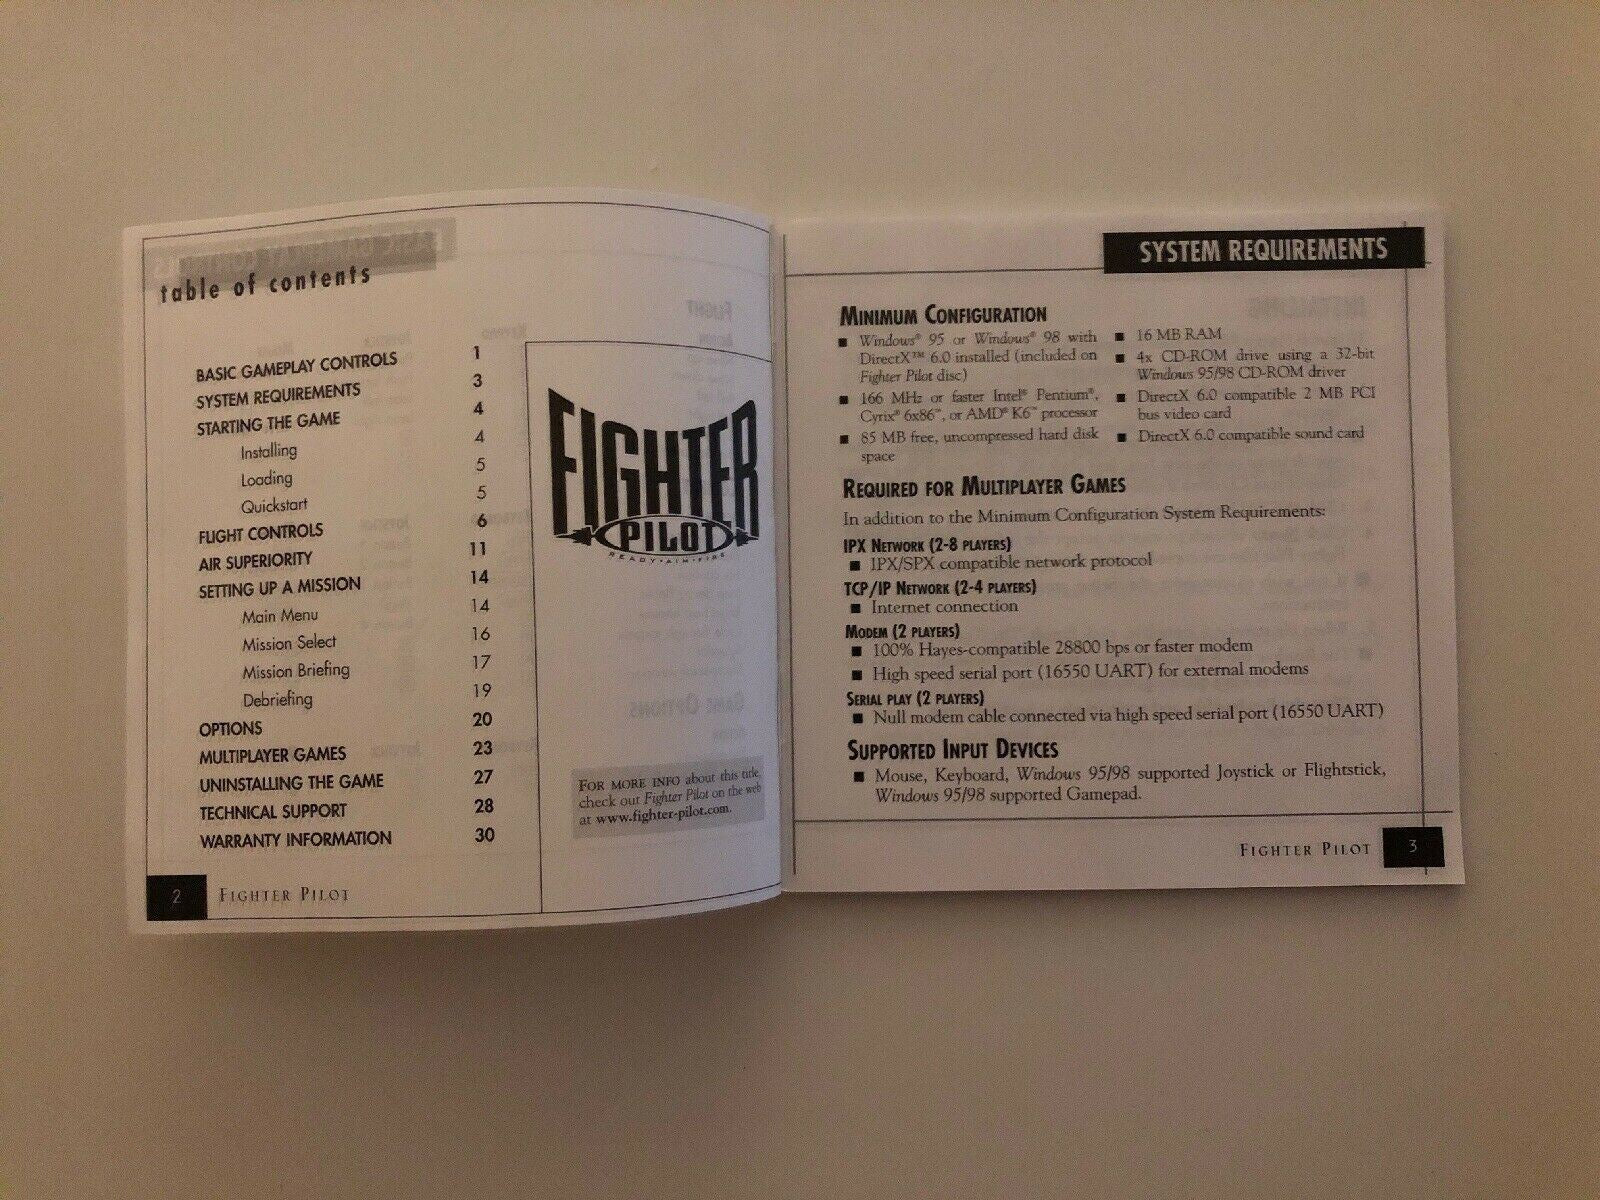 table of contents
BASIC GAMEPLAY CONTROLS 1
SYSTEM REQUIREMENTS 3
STARTING THE GAME 4
Installing 4
Loading 5
Quickstart 5
FLIGHT CONTROLS 6
AIR SUPERIORITY 11
SETTING UP A MISSION 14
Main Menu 14
Mission Select 16
Mission Briefing 17
Debriefing 19
OPTIONS 20
MULTIPLAYER GAMES 23
UNINSTALLING THE GAME 27
TECHNICAL SUPPORT 28
WARRANTY INFORMATION 30
FIGHTER
PILOT
READY•AIM•FIRE
FOR MORE INFO about this title,
check out Fighter Pilot on the web
at www.fighter-pilot.com.
2 FIGHTER PILOT
SYSTEM REQUIREMENTS
MINIMUM CONFIGURATION
■ Windows® 95 or Windows® 98 with
DirectX™ 6.0 installed (included on
Fighter Pilot disc)
■ 166 MHz or faster Intel® Pentium®,
Cyrix® 6x86™, or AMD® K6™ processor
■ 85 MB free, uncompressed hard disk
space
■ 16 MB RAM
■ 4x CD-ROM drive using a 32-bit
Windows 95/98 CD-ROM driver
■ DirectX 6.0 compatible 2 MB PCI
bus video card
■ DirectX 6.0 compatible sound card
REQUIRED FOR MULTIPLAYER GAMES
In addition to the Minimum Configuration System Requirements:
IPX NETWORK (2-8 PLAYERS)
■ IPX/SPX compatible network protocol
TCP/IP NETWORK (2-4 PLAYERS)
■ Internet connection
MODEM (2 PLAYERS)
■ 100% Hayes-compatible 28800 bps or faster modem
■ High speed serial port (16550 UART) for external modems
SERIAL PLAY (2 PLAYERS)
■ Null modem cable connected via high speed serial port (16550 UART)
SUPPORTED INPUT DEVICES
■ Mouse, Keyboard, Windows 95/98 supported Joystick or Flightstick,
Windows 95/98 supported Gamepad.
FIGHTER PILOT 3